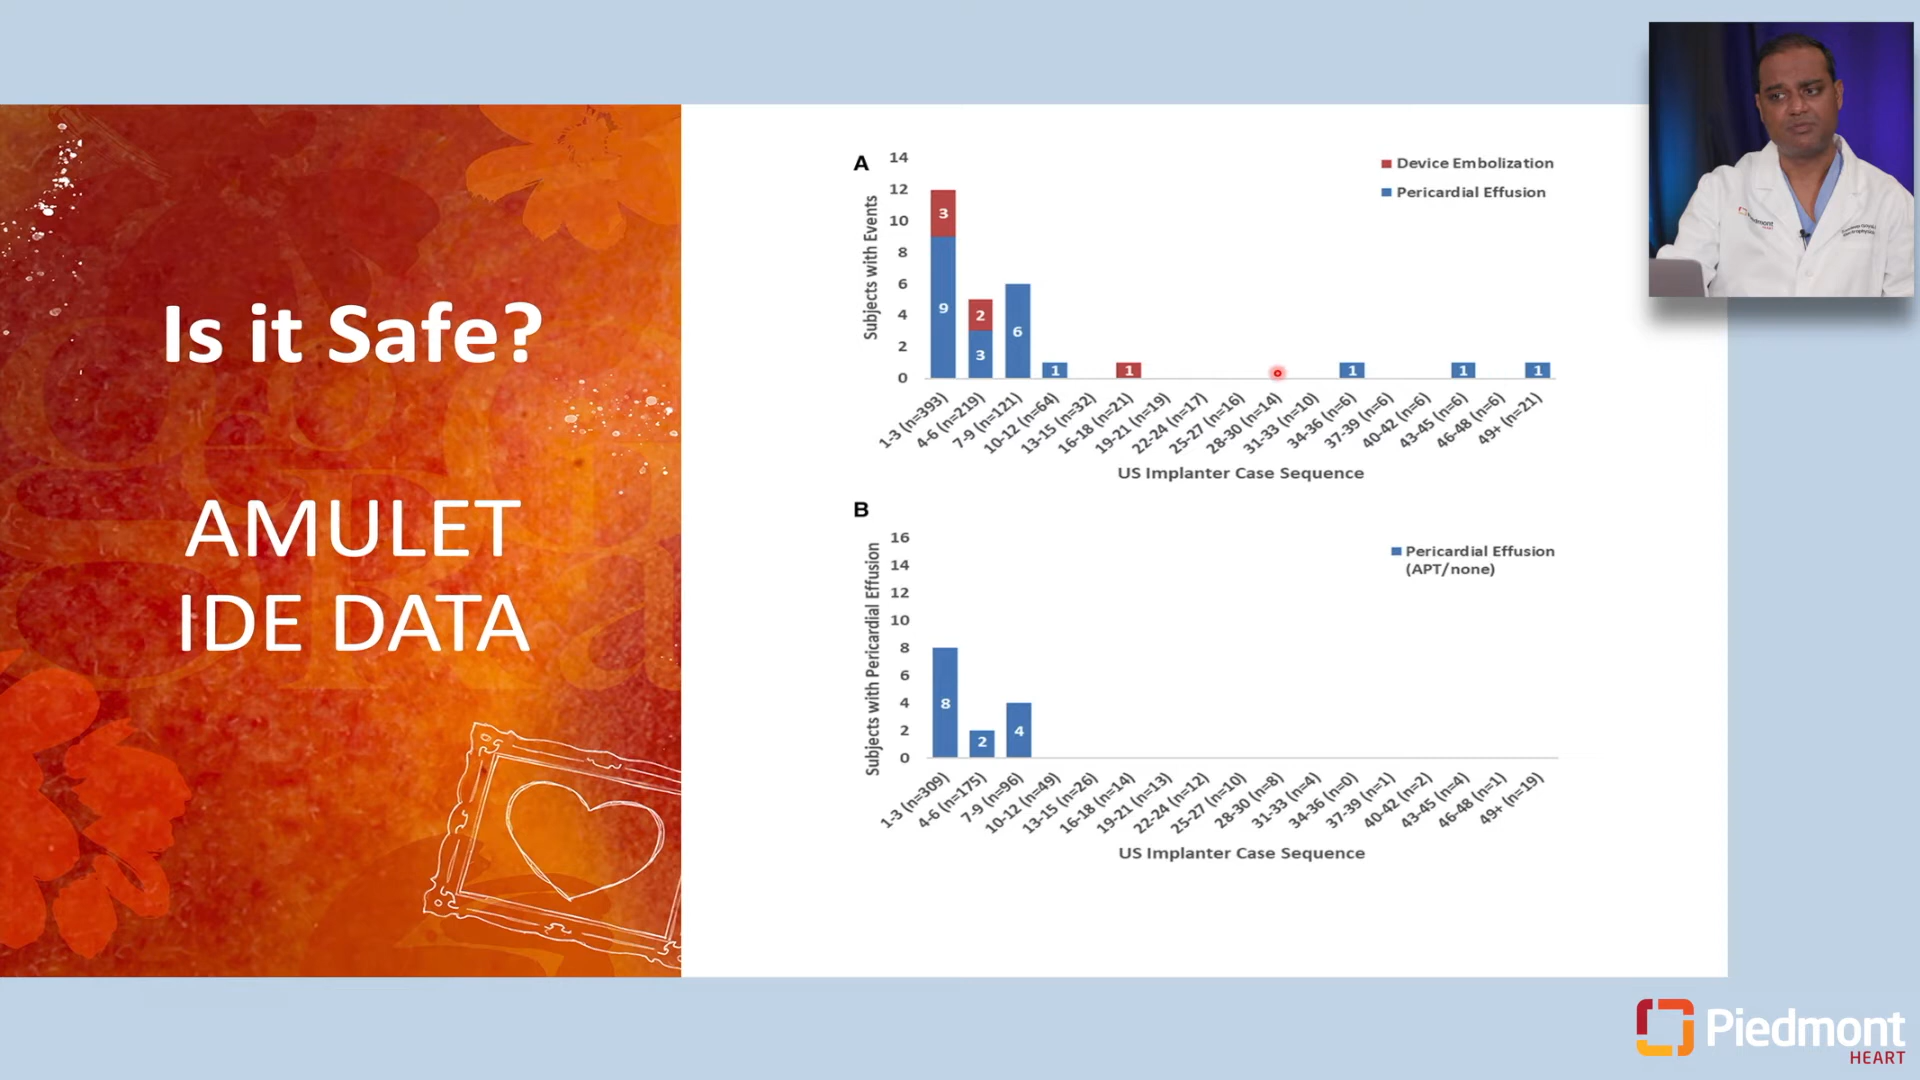 Is it Safe?
AMULET
IDE DATA
A
Device Embolization
Pericardial Effusion
Subjects with Events
14
12
10
8
6
4
2
0
3
9
2
3
6
1
1
1
1
1
1-3 (n=393)
4-6 (n=219)
7-9 (n=121)
10-12 (n=64)
13-15 (n=32)
16-18 (n=21)
19-21 (n=19)
22-24 (n=17)
25-27 (n=16)
28-30 (n=14)
31-33 (n=10)
34-36 (n=6)
37-39 (n=6)
40-42 (n=6)
43-45 (n=6)
46-48 (n=6)
49+ (n=21)
US Implanter Case Sequence
B
Pericardial Effusion
(APT/none)
Subjects with Pericardial Effusion
16
14
12
10
8
6
4
2
0
8
2
4
1-3 (n=309)
4-6 (n=175)
7-9 (n=96)
10-12 (n=49)
13-15 (n=26)
16-18 (n=14)
19-21 (n=13)
22-24 (n=12)
25-27 (n=10)
28-30 (n=8)
31-33 (n=4)
34-36 (n=0)
37-39 (n=1)
40-42 (n=2)
43-45 (n=4)
46-48 (n=1)
49+ (n=19)
US Implanter Case Sequence
Piedmont
HEART